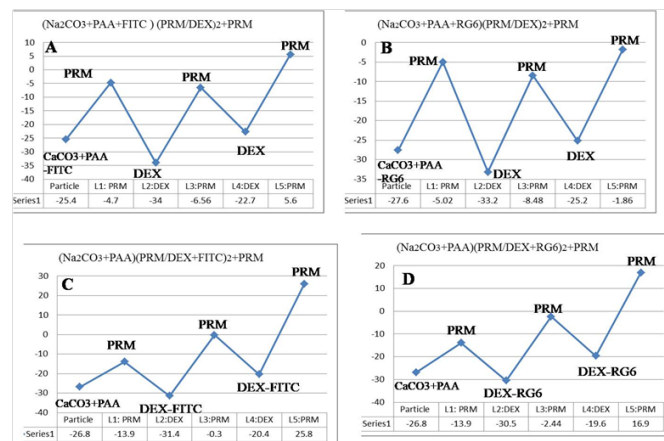 (Na2CO3+PAA+FITC ) (PRM/DEX)2+PRM
A
10
5
0
-5
-10
-15
-20
-25
-30
-35
-40
PRM
PRM
PRM
CaCO3+PAA
-FITC
DEX
DEX
Particle L1: PRM L2:DEX L3:PRM L4:DEX L5:PRM
Series1 -25.4 -4.7 -34 -6.56 -22.7 5.6
(Na2CO3+PAA+RG6)(PRM/DEX)2+PRM
B
0
-5
-10
-15
-20
-25
-30
-35
PRM
PRM
PRM
CaCO3+PAA
-RG6
DEX
DEX
Particle L1: PRM L2:DEX L3:PRM L4:DEX L5:PRM
Series1 -27.6 -5.02 -33.2 -8.48 -25.2 -1.86
(Na2CO3+PAA)(PRM/DEX+FITC)2+PRM
C
30
20
10
0
-10
-20
-30
-40
PRM
PRM
PRM
CaCO3+PAA
DEX-FITC
DEX-FITC
Particle L1: PRM L2:DEX L3:PRM L4:DEX L5:PRM
Series1 -26.8 -13.9 -31.4 -0.3 -20.4 25.8
(Na2CO3+PAA)(PRM/DEX+RG6)2+PRM
D
20
10
0
-10
-20
-30
-40
PRM
PRM
PRM
CaCO3+PAA
DEX-RG6
DEX-RG6
Particle L1: PRM L2:DEX L3:PRM L4:DEX L5:PRM
Series1 -26.8 -13.9 -30.5 -2.44 -19.6 16.9